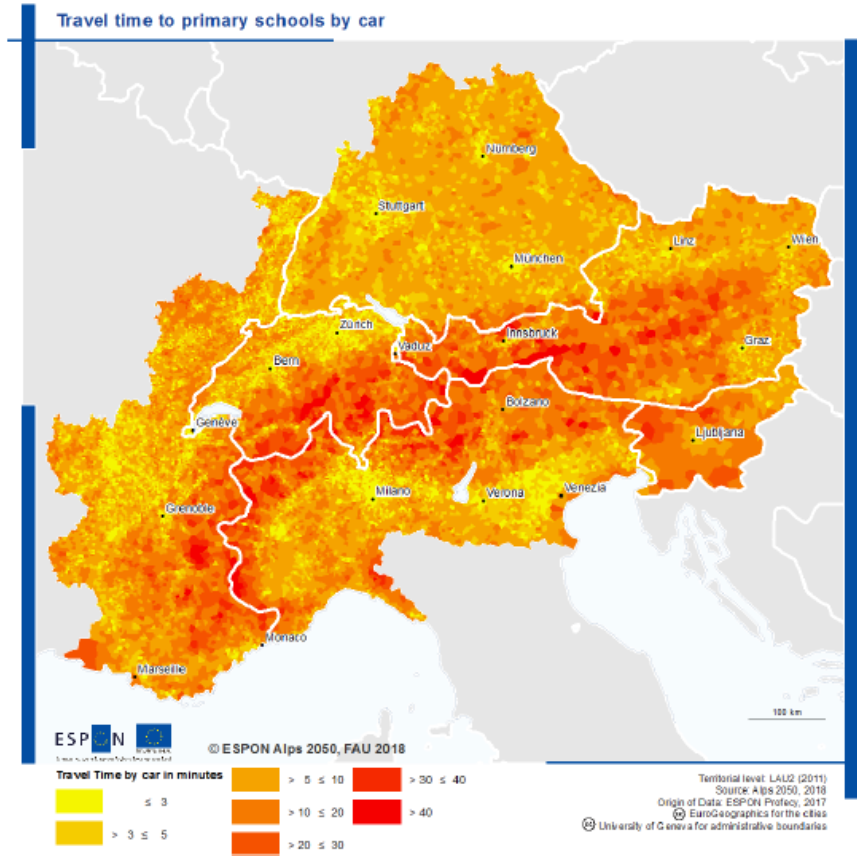 Travel time to primary schools by car
Nürnberg
Stuttgart
Linz
Wien
München
Zürich
Innsbruck
Vaduz
Graz
Bern
Bolzano
Genève
Ljubljana
Milano
Verona
Venezia
Grenoble
Monaco
Marseille
100 km
ESPON
© ESPON Alps 2050, FAU 2018
Travel Time by car in minutes
≤ 3
> 3 ≤ 5
> 5 ≤ 10
> 10 ≤ 20
> 20 ≤ 30
> 30 ≤ 40
> 40
Territorial level: LAU2 (2011)
Source: Alps 2050, 2018
Origin of Data: ESPON Profecy, 2017
cc EuroGeographics for the cities
cc University of Geneva for administrative boundaries